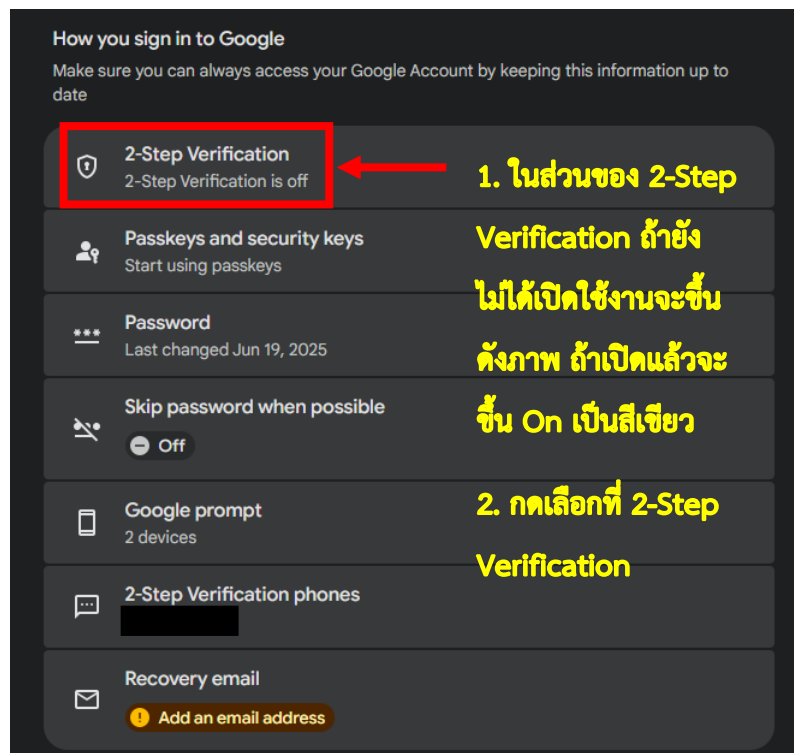 How you sign in to Google
Make sure you can always access your Google Account by keeping this information up to
date
2-Step Verification
2-Step Verification is off
1. ในส่วนของ 2-Step
Verification ถ้ายัง
ไม่ได้เปิดใช้งานจะขึ้น
ดังภาพ ถ้าเปิดแล้วจะ
ขึ้น On เป็นสีเขียว
2. กดเลือกที่ 2-Step
Verification
Passkeys and security keys
Start using passkeys
Password
Last changed Jun 19, 2025
Skip password when possible
Off
Google prompt
2 devices
2-Step Verification phones
Recovery email
Add an email address